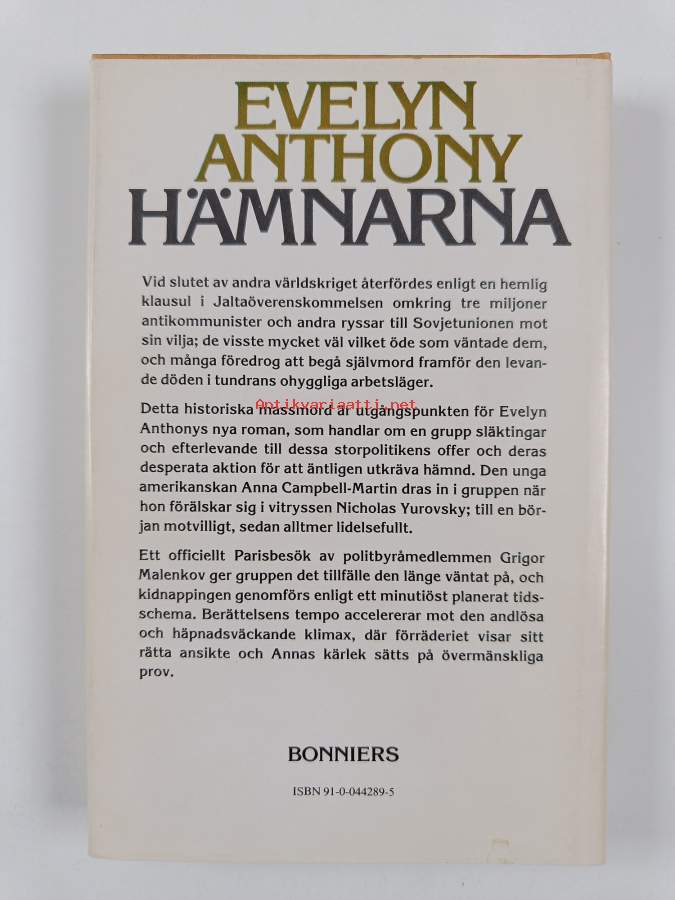 EVELYN
ANTHONY
HÄMNARNA
Vid slutet av andra världskriget återfördes enligt en hemlig
klausul i Jaltaöverenskommelsen omkring tre miljoner
antikommunister och andra ryssar till Sovjetunionen mot
sin vilja; de visste mycket väl vilket öde som väntade dem,
och många föredrog att begå självmord framför den levan-
de döden i tundrans ohyggliga arbetsläger.
Antikvariaatti.net
Detta historiska massmord är utgångspunkten för Evelyn
Anthonys nya roman, som handlar om en grupp släktingar
och efterlevande till dessa storpolitikens offer och deras
desperata aktion för att äntligen utkräva hämnd. Den unga
amerikanskan Anna Campbell-Martin dras in i gruppen när
hon förälskar sig i vitryssen Nicholas Yurovsky; till en bör-
jan motvilligt, sedan alltmer lidelsefullt.
Ett officiellt Parisbesök av politbyråmedlemmen Grigor
Malenkov ger gruppen det tillfälle den länge väntat på, och
kidnappingen genomförs enligt ett minutiöst planerat tids-
schema. Berättelsens tempo accelererar mot den andlösa
och häpnadsväckande klimax, där förräderiet visar sitt
rätta ansikte och Annas kärlek sätts på övermänskliga
prov.
BONNIERS
ISBN 91-0-044289-5